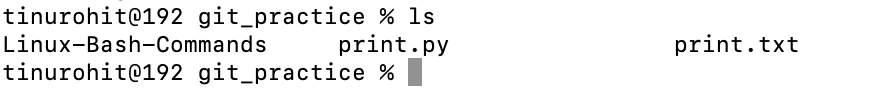 tinurohit@192 git_practice % ls
Linux-Bash-Commands print.py print.txt
tinurohit@192 git_practice %